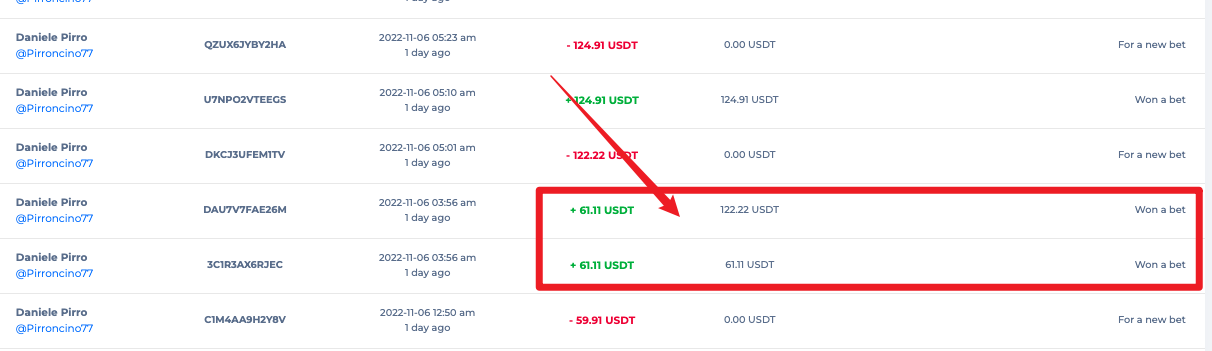 @Pirroncino77
1 day ago
Daniele Pirro
@Pirroncino77
QZUX6JYBY2HA
2022-11-06 05:23 am
1 day ago
- 124.91 USDT
0.00 USDT
For a new bet
Daniele Pirro
@Pirroncino77
U7NPO2VTEEGS
2022-11-06 05:10 am
1 day ago
+ 124.91 USDT
124.91 USDT
Won a bet
Daniele Pirro
@Pirroncino77
DKCJ3UFEM1TV
2022-11-06 05:01 am
1 day ago
- 122.22 USDT
0.00 USDT
For a new bet
Daniele Pirro
@Pirroncino77
DAU7V7FAE26M
2022-11-06 03:56 am
1 day ago
+ 61.11 USDT
122.22 USDT
Won a bet
Daniele Pirro
@Pirroncino77
3C1R3AX6RJEC
2022-11-06 03:56 am
1 day ago
+ 61.11 USDT
61.11 USDT
Won a bet
Daniele Pirro
@Pirroncino77
C1M4AA9H2Y8V
2022-11-06 12:50 am
1 day ago
- 59.91 USDT
0.00 USDT
For a new bet